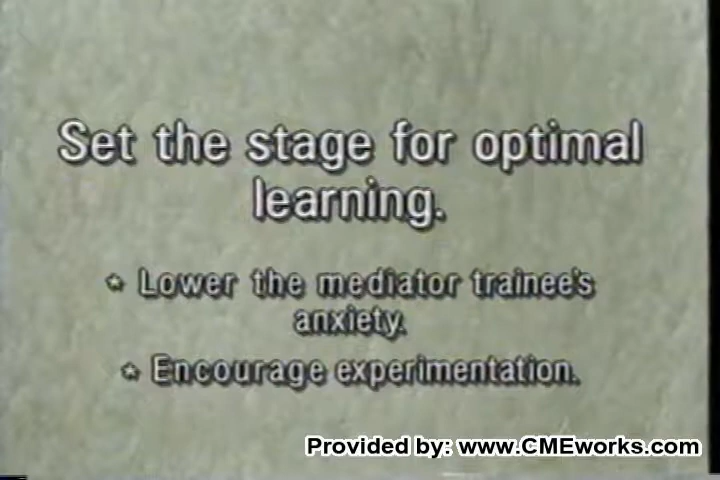 Set the stage for optimal
learning.
* Lower the mediator trainee's
anxiety.
* Encourage experimentation.
Provided by: www.CMEworks.com